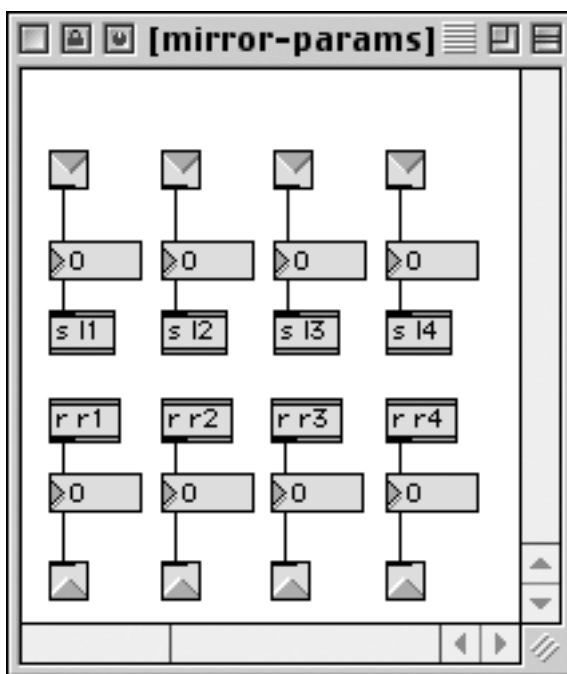 [mirror-params]
0 0 0 0
s l1 s l2 s l3 s l4
r r1 r r2 r r3 r r4
0 0 0 0